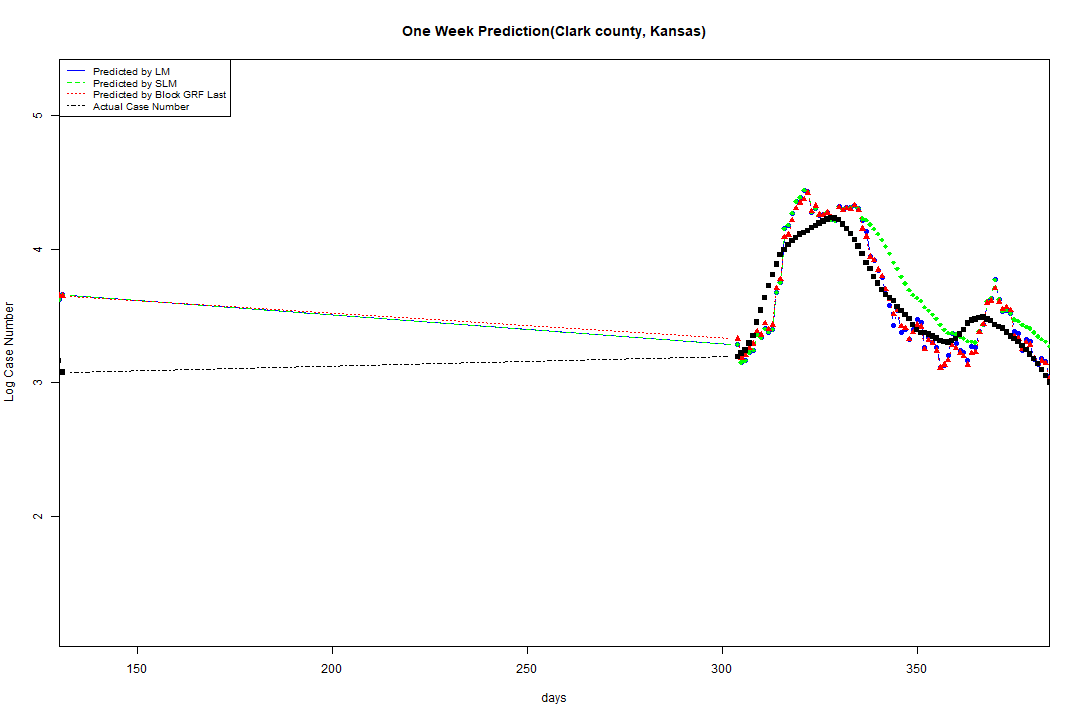 One Week Prediction(Clark county, Kansas)
Predicted by LM
Predicted by SLM
Predicted by Block GRF Last
Actual Case Number
5
4
3
2
Log Case Number
150 200 250 300 350
days